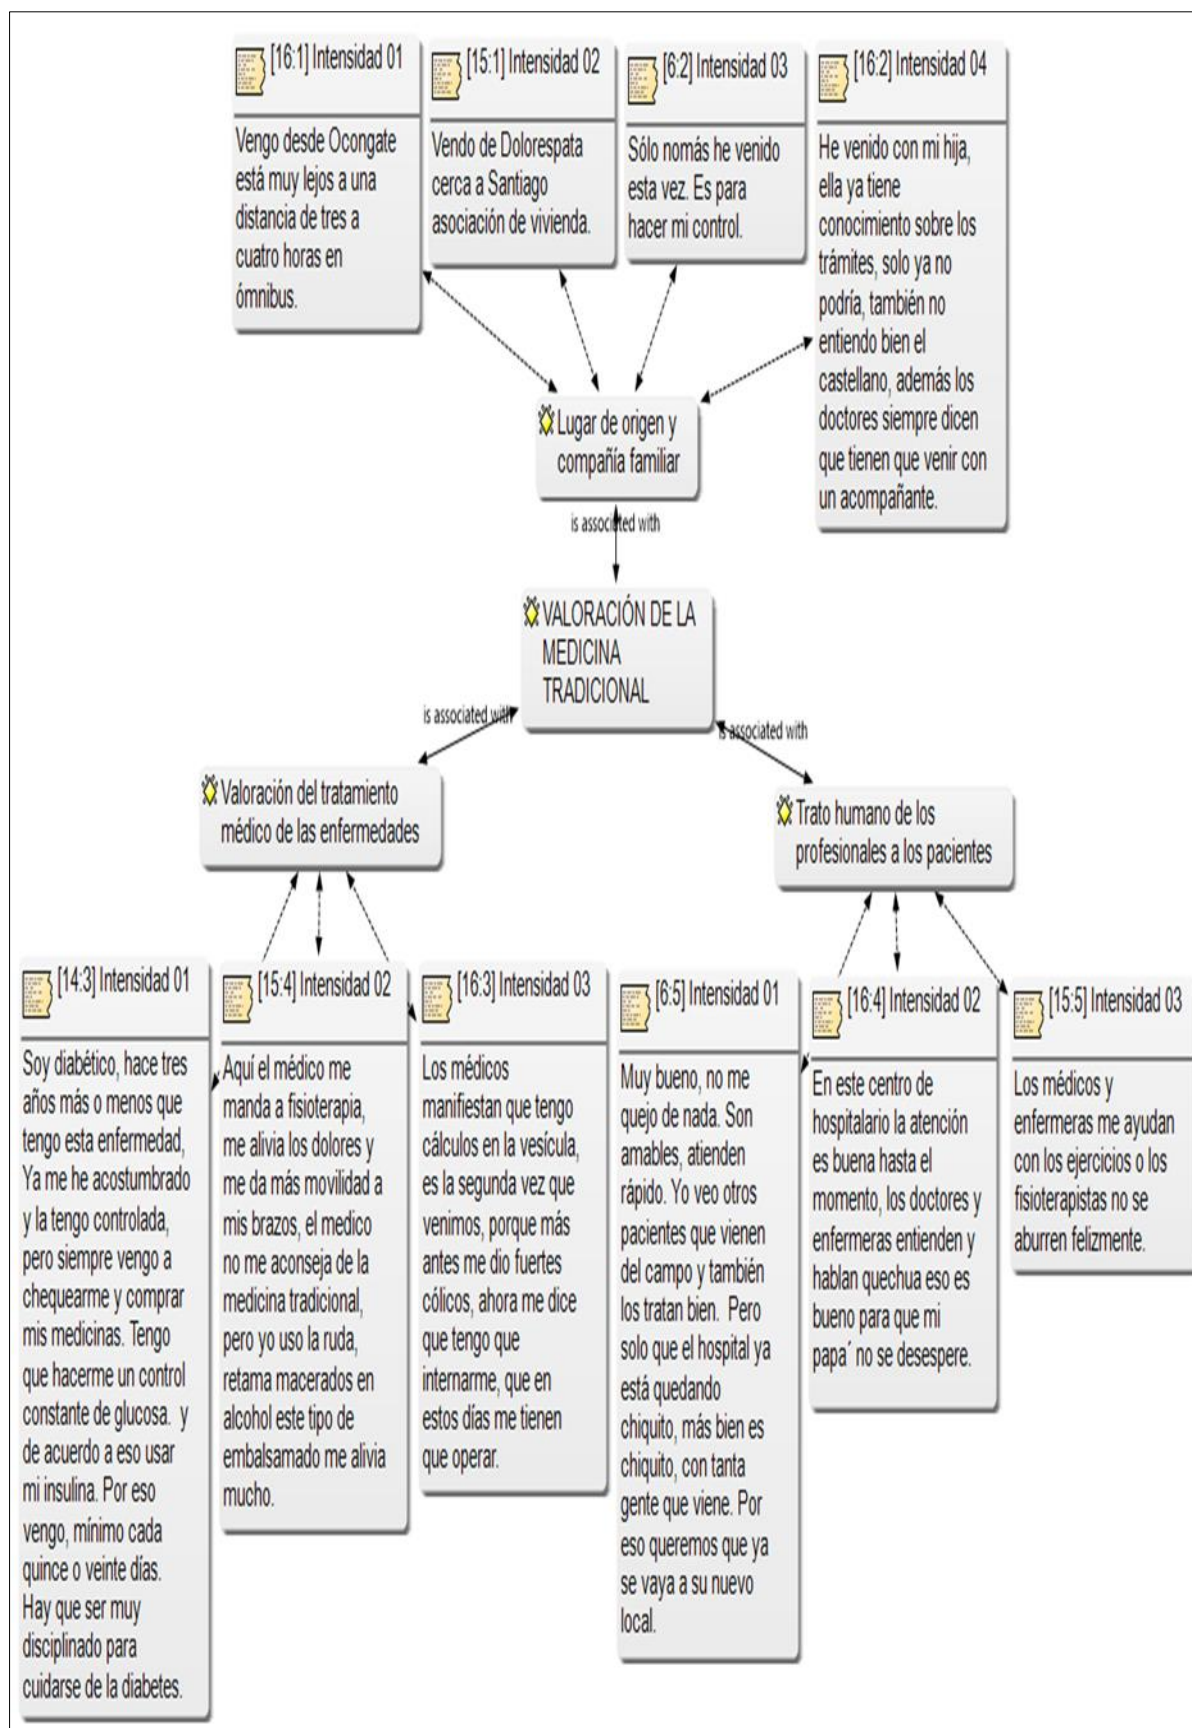 [16:1] Intensidad 01
Vengo desde Ocongate
está muy lejos a una
distancia de tres a
cuatro horas en
ómnibus.
[15:1] Intensidad 02
Vendo de Dolorespata
cerca a Santiago
asociación de vivienda.
[6:2] Intensidad 03
Sólo nomás he venido
esta vez. Es para
hacer mi control.
[16:2] Intensidad 04
He venido con mi hija,
ella ya tiene
conocimiento sobre los
trámites, solo ya no
podría, también no
entiendo bien el
castellano, además los
doctores siempre dicen
que tienen que venir con
un acompañante.
Lugar de origen y
compañía familiar
is associated with
VALORACIÓN DE LA
MEDICINA
TRADICIONAL
is associated with
is associated with
Valoración del tratamiento
médico de las enfermedades
Trato humano de los
profesionales a los pacientes
[14:3] Intensidad 01
Soy diabético, hace tres
años más o menos que
tengo esta enfermedad,
Ya me he acostumbrado
y la tengo controlada,
pero siempre vengo a
chequearme y comprar
mis medicinas. Tengo
que hacerme un control
constante de glucosa. y
de acuerdo a eso usar
mi insulina. Por eso
vengo, mínimo cada
quince o veinte días.
Hay que ser muy
disciplinado para
cuidarse de la diabetes.
[15:4] Intensidad 02
Aquí el médico me
manda a fisioterapia,
me alivia los dolores y
me da más movilidad a
mis brazos, el medico
no me aconseja de la
medicina tradicional,
pero yo uso la ruda,
retama macerados en
alcohol este tipo de
embalsamado me alivia
mucho.
[16:3] Intensidad 03
Los médicos
manifiestan que tengo
cálculos en la vesícula,
es la segunda vez que
venimos, porque más
antes me dio fuertes
cólicos, ahora me dice
que tengo que
internarme, que en
estos días me tienen
que operar.
[6:5] Intensidad 01
Muy bueno, no me
quejo de nada. Son
amables, atienden
rápido. Yo veo otros
pacientes que vienen
del campo y también
los tratan bien. Pero
solo que el hospital ya
está quedando
chiquito, más bien es
chiquito, con tanta
gente que viene. Por
eso queremos que ya
se vaya a su nuevo
local.
[16:4] Intensidad 02
En este centro de
hospitalario la atención
es buena hasta el
momento, los doctores y
enfermeras entienden y
hablan quechua eso es
bueno para que mi
papa´ no se desespere.
[15:5] Intensidad 03
Los médicos y
enfermeras me ayudan
con los ejercicios o los
fisioterapistas no se
aburren felizmente.